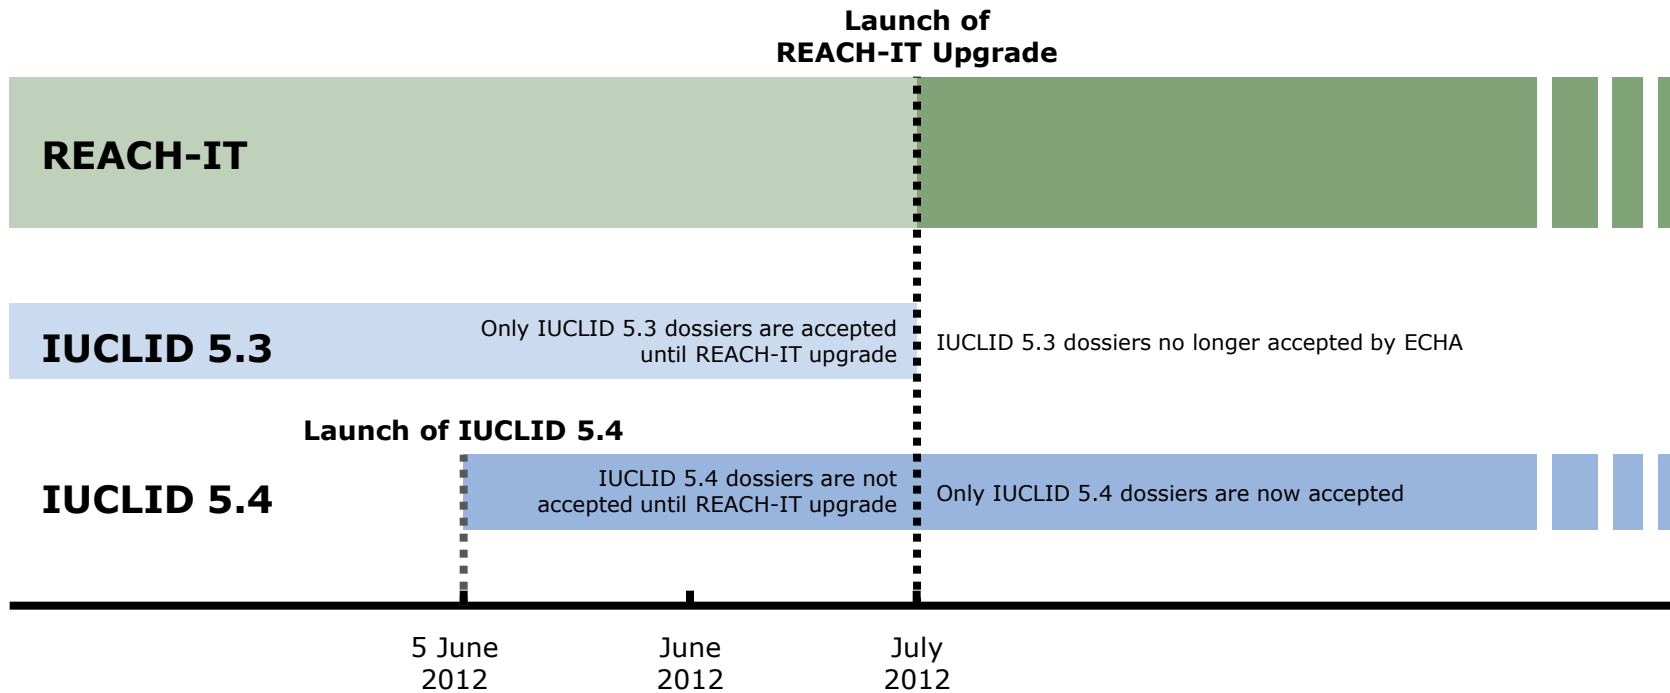 Launch of
REACH-IT Upgrade
REACH-IT
IUCLID 5.3
Only IUCLID 5.3 dossiers are accepted
until REACH-IT upgrade
IUCLID 5.3 dossiers no longer accepted by ECHA
Launch of IUCLID 5.4
IUCLID 5.4
IUCLID 5.4 dossiers are not
accepted until REACH-IT upgrade
Only IUCLID 5.4 dossiers are now accepted
5 June
2012
June
2012
July
2012